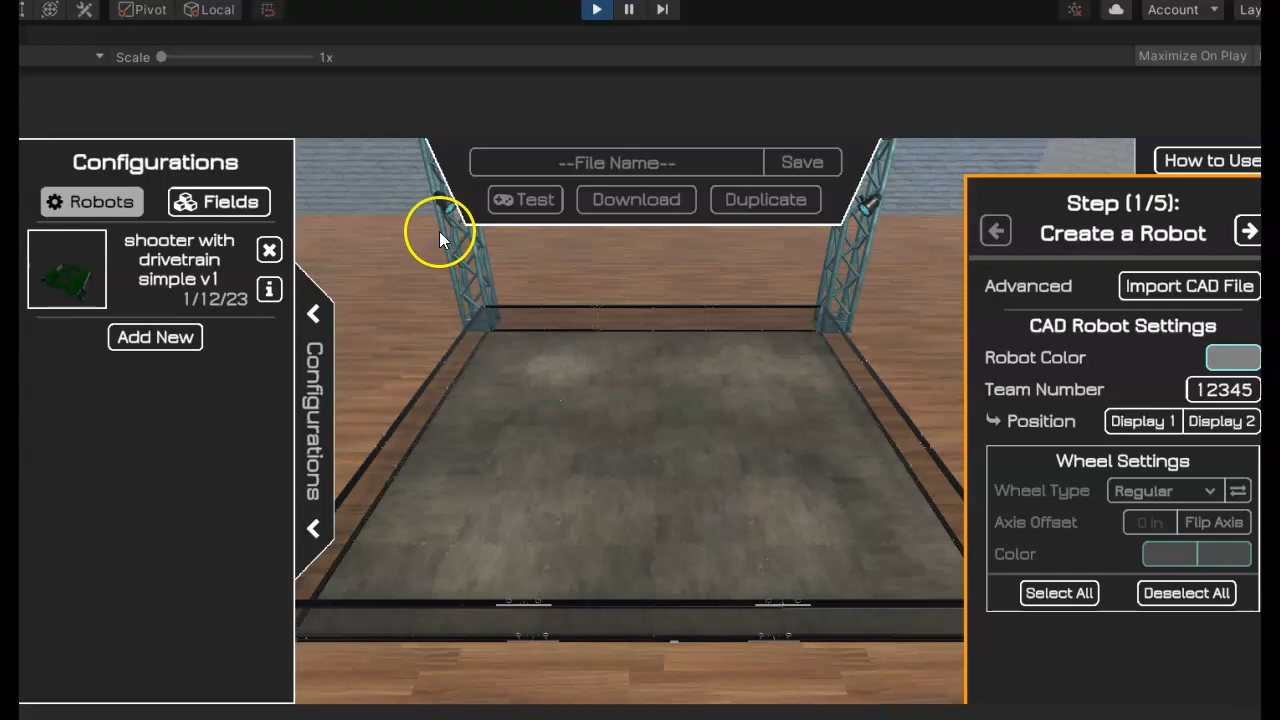 Pivot
Local
Account
Lay
Scale
1x
Maximize On Play
Configurations
Robots
Fields
shooter with
drivetrain
simple v1
1/12/23
Add New
Configurations
--File Name--
Save
Test
Download
Duplicate
How to Use
Step (1/5):
Create a Robot
Advanced
Import CAD File
CAD Robot Settings
Robot Color
Team Number
12345
Position
Display 1
Display 2
Wheel Settings
Wheel Type
Regular
Axis Offset
0 in
Flip Axis
Color
Select All
Deselect All